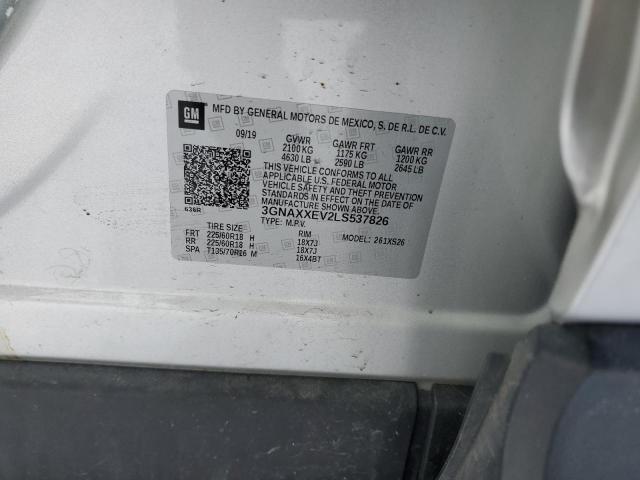 GM MFD BY GENERAL MOTORS DE MEXICO, S. DE R.L. DE C.V.
09/19 GVWR GAWR FRT GAWR RR
2100 KG 1175 KG 1200 KG
4630 LB 2590 LB 2645 LB
THIS VEHICLE CONFORMS TO ALL
APPLICABLE U.S. FEDERAL MOTOR
VEHICLE SAFETY AND THEFT PREVENTION
STANDARDS IN EFFECT ON THE DATE OF
MANUFACTURE SHOWN ABOVE.
3GNAXXEV2LS537826
TYPE: M.P.V. MODEL: 261XS26
TIRE SIZE RIM
FRT 225/60R18 H 18X7J
RR 225/60R18 H 18X7J
SPA T135/70R16 M 16X4BT